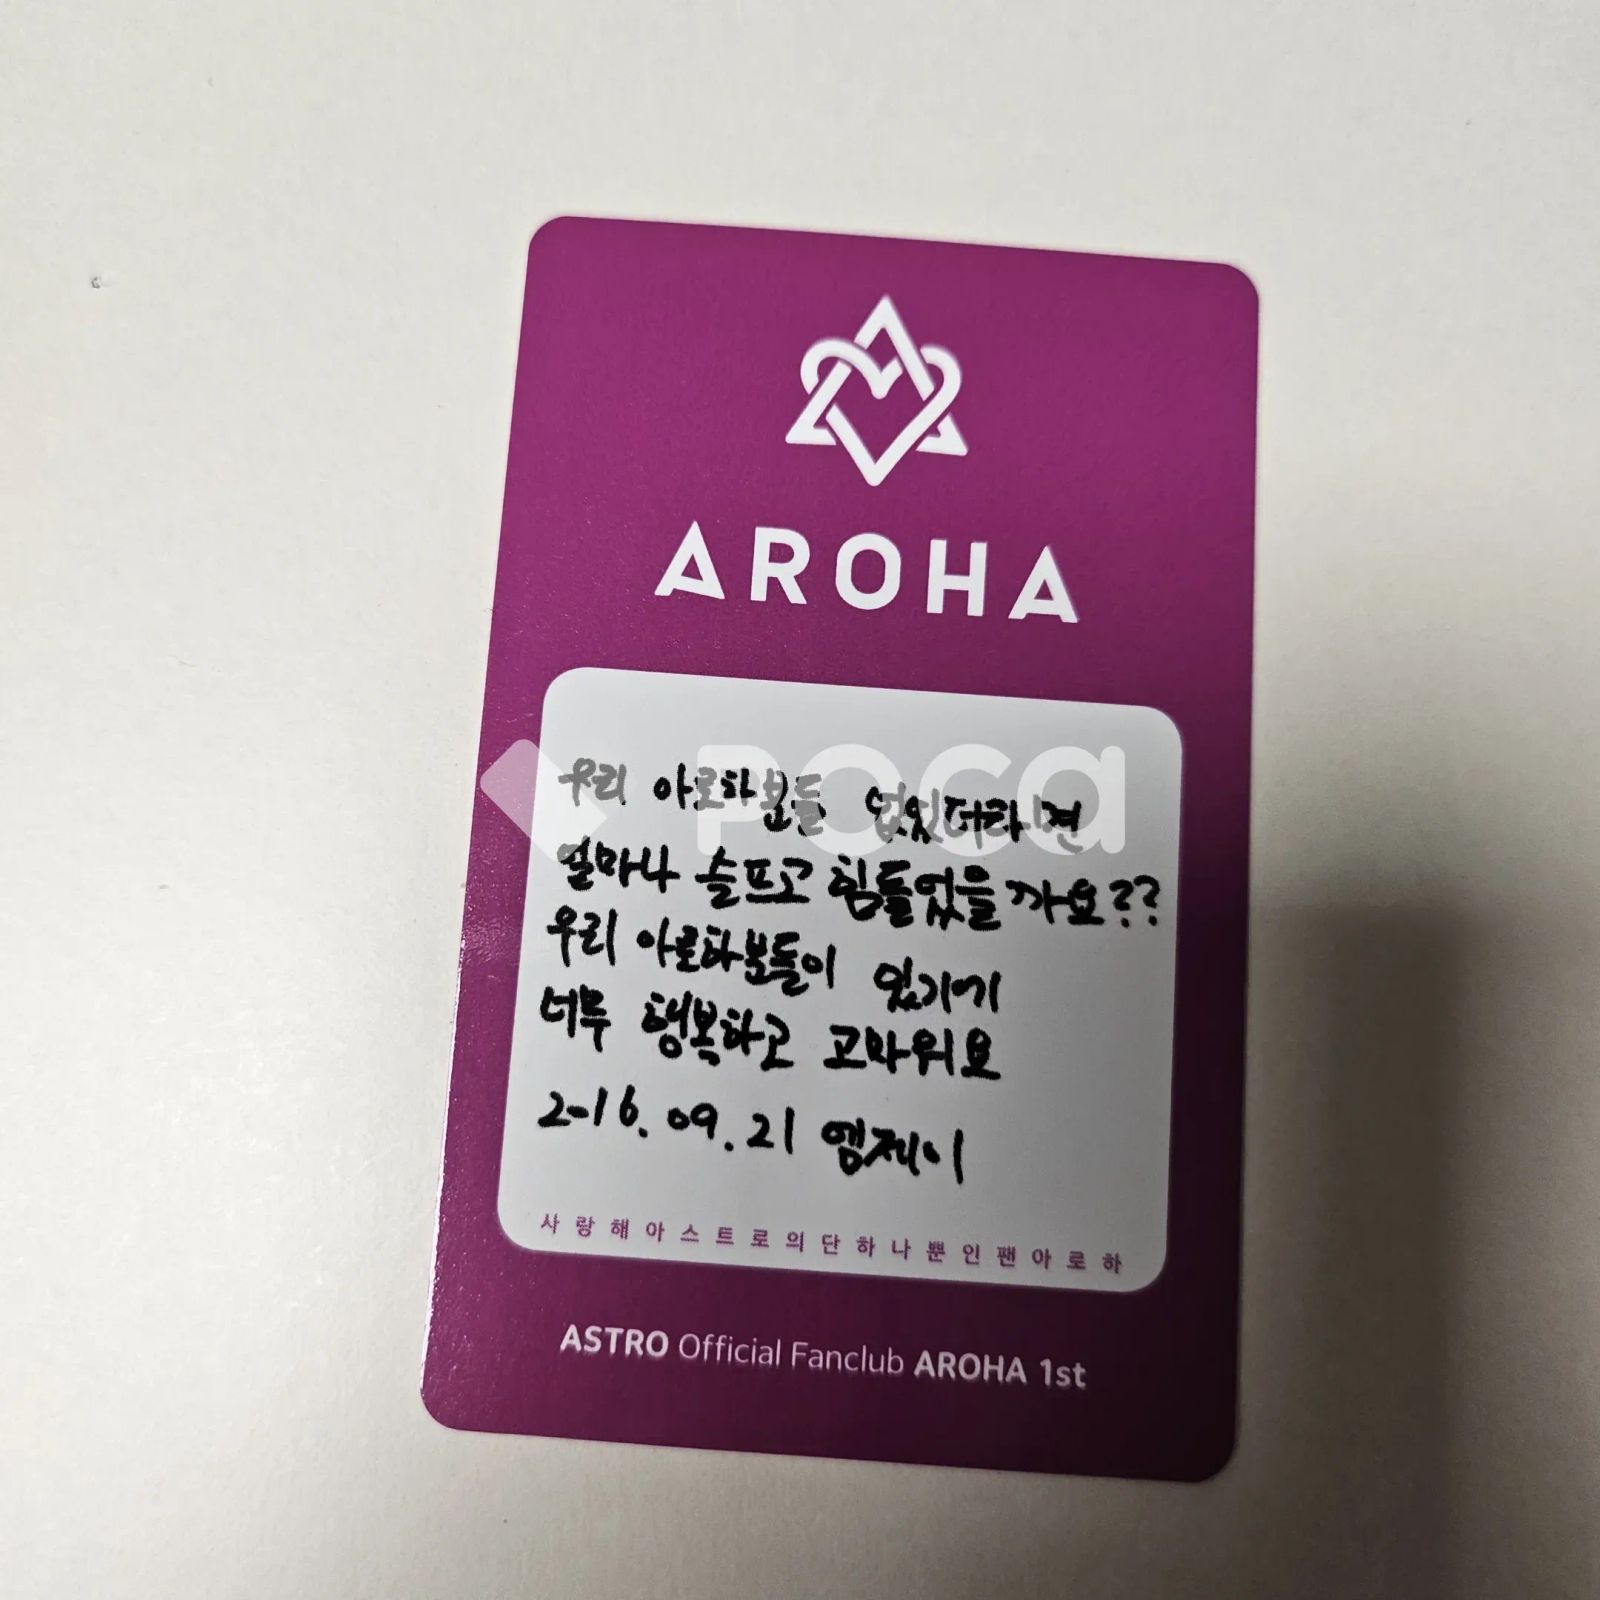 AROHA
poca
우리 아로하분들 없었더라면
얼마나 슬프고 힘들었을까요??
우리 아로하분들이 있기에
너무 행복하고 고마워요
2016.09.21 엠제이
사랑해아스트로의단하나뿐인팬아로하
ASTRO Official Fanclub AROHA 1st